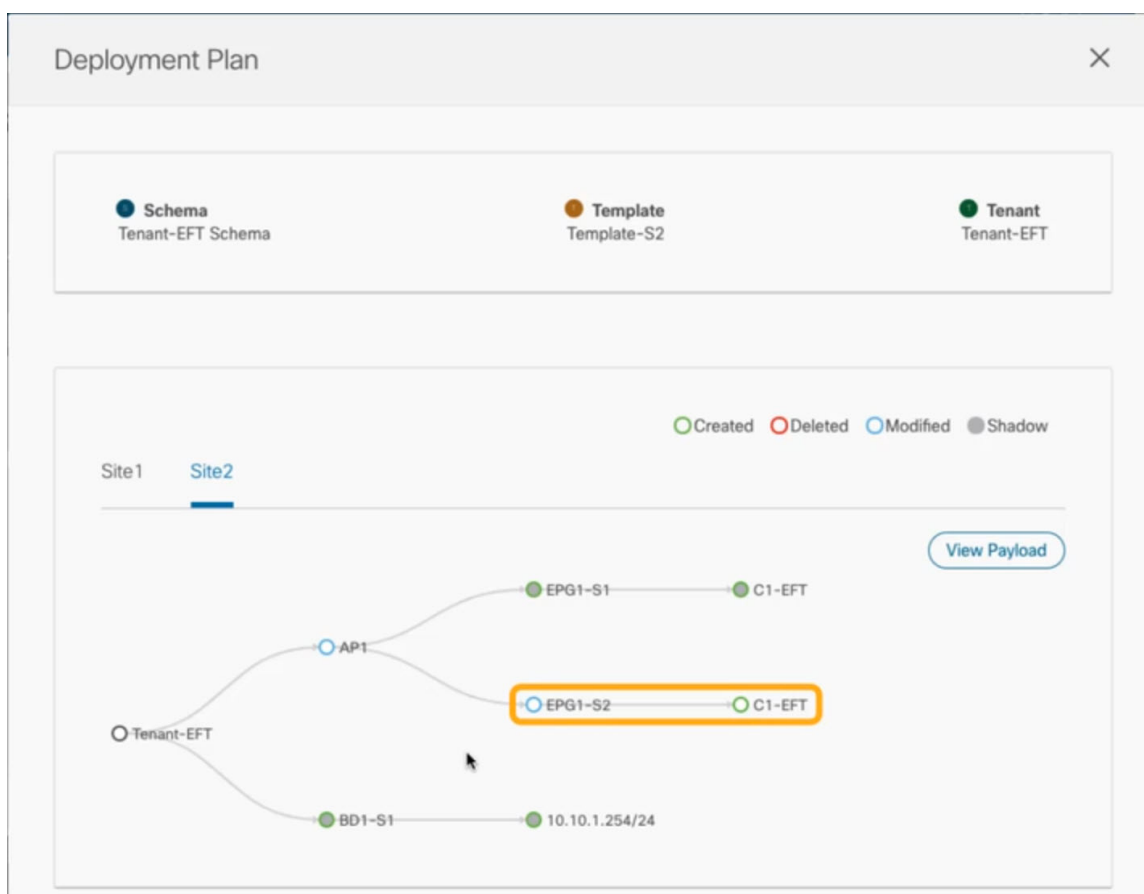 Deployment Plan
Schema
Tenant-EFT Schema
Template
Template-S2
Tenant
Tenant-EFT
Created Deleted Modified Shadow
Site1 Site2
View Payload
EPG1-S1 C1-EFT
AP1
EPG1-S2 C1-EFT
Tenant-EFT
BD1-S1 10.10.1.254/24